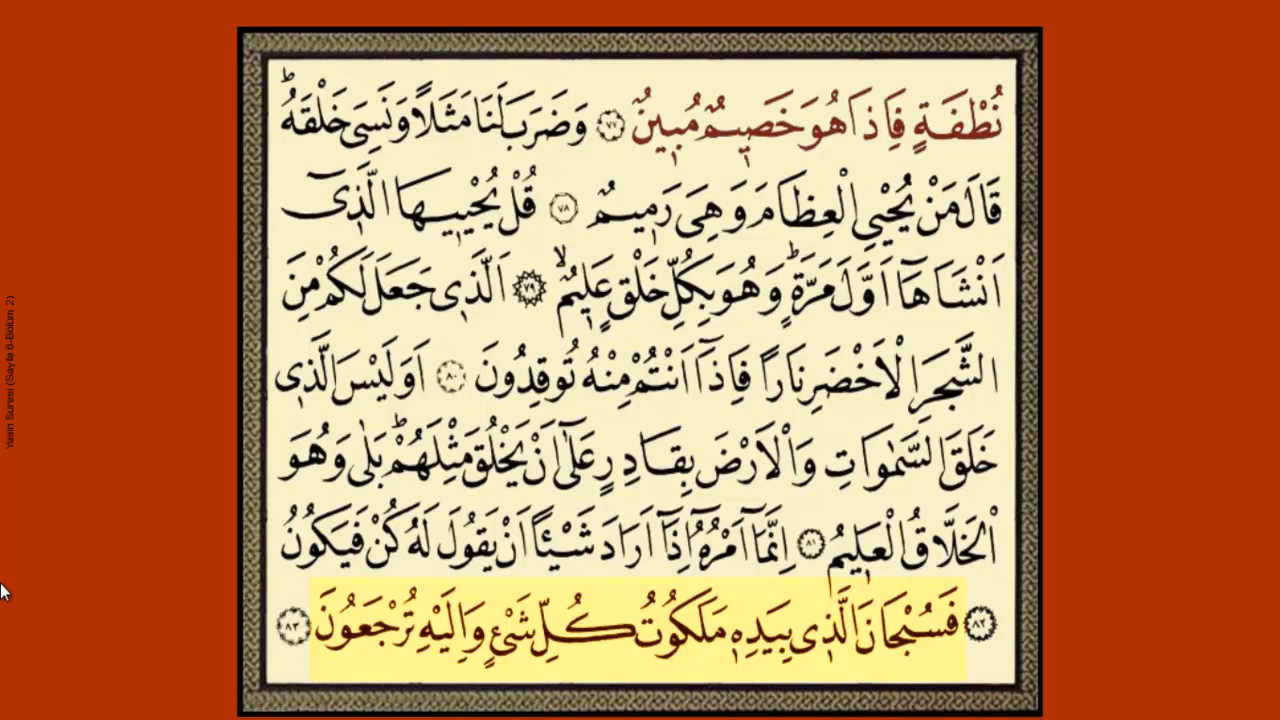 نُطْفَةٍ فَاِذَا هُوَ خَصٖيمٌ مُبٖينٌ ﴿٧٧﴾ وَضَرَبَ لَنَا مَثَلًا وَنَسِىَ خَلْقَهُ ؕ
قَالَ مَنْ يُحْيِى الْعِظَامَ وَهِىَ رَمٖيمٌ ﴿٧٨﴾ قُلْ يُحْيٖيهَا الَّذٖٓى
اَنْشَاَهَٓا اَوَّلَ مَرَّةٍ ؕ وَهُوَ بِكُلِّ خَلْقٍ عَلٖيمٌ ۙ ﴿٧٩﴾ اَلَّذٖى جَعَلَ لَكُمْ مِنَ
الشَّجَرِ الْاَخْضَرِ نَارًا فَاِذَٓا اَنْتُمْ مِنْهُ تُوقِدُونَ ﴿٨٠﴾ اَوَلَيْسَ الَّذٖى
خَلَقَ السَّمٰوَاتِ وَالْاَرْضَ بِقَادِرٍ عَلٰٓى اَنْ يَخْلُقَ مِثْلَهُمْ ؕ بَلٰى وَهُوَ
الْخَلَّاقُ الْعَلٖيمُ ﴿٨١﴾ اِنَّمَٓا اَمْرُهُٓ اِذَٓا اَرَادَ شَيْـًٔا اَنْ يَقُولَ لَهُ كُنْ فَيَكُونُ
﴿٨٢﴾ فَسُبْحَانَ الَّذٖى بِيَدِهٖ مَلَكُوتُ كُلِّ شَىْءٍ وَاِلَيْهِ تُرْجَعُونَ ﴿٨٣﴾
Yasin Suresi (Sayfa 6-Bölüm 2)